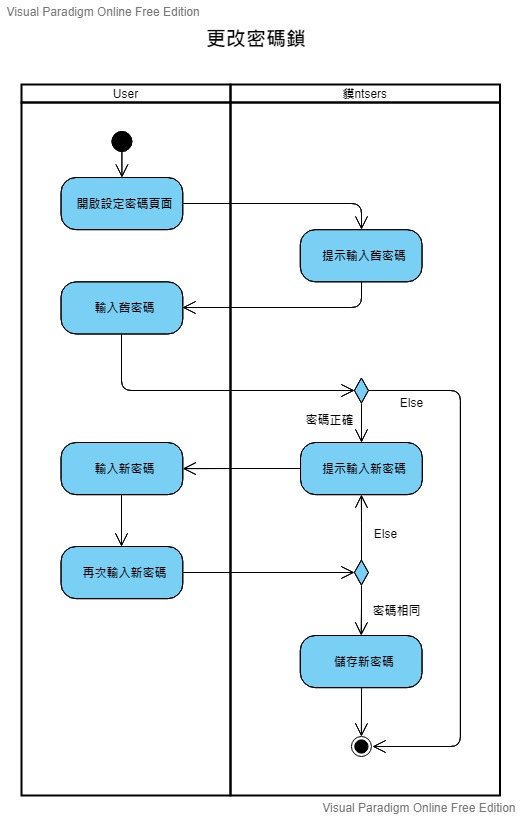 Visual Paradigm Online Free Edition
更改密碼鎖
User
貘ntsers
開啟設定密碼頁面
提示輸入舊密碼
輸入舊密碼
Else
密碼正確
輸入新密碼
提示輸入新密碼
Else
再次輸入新密碼
密碼相同
儲存新密碼
Visual Paradigm Online Free Edition